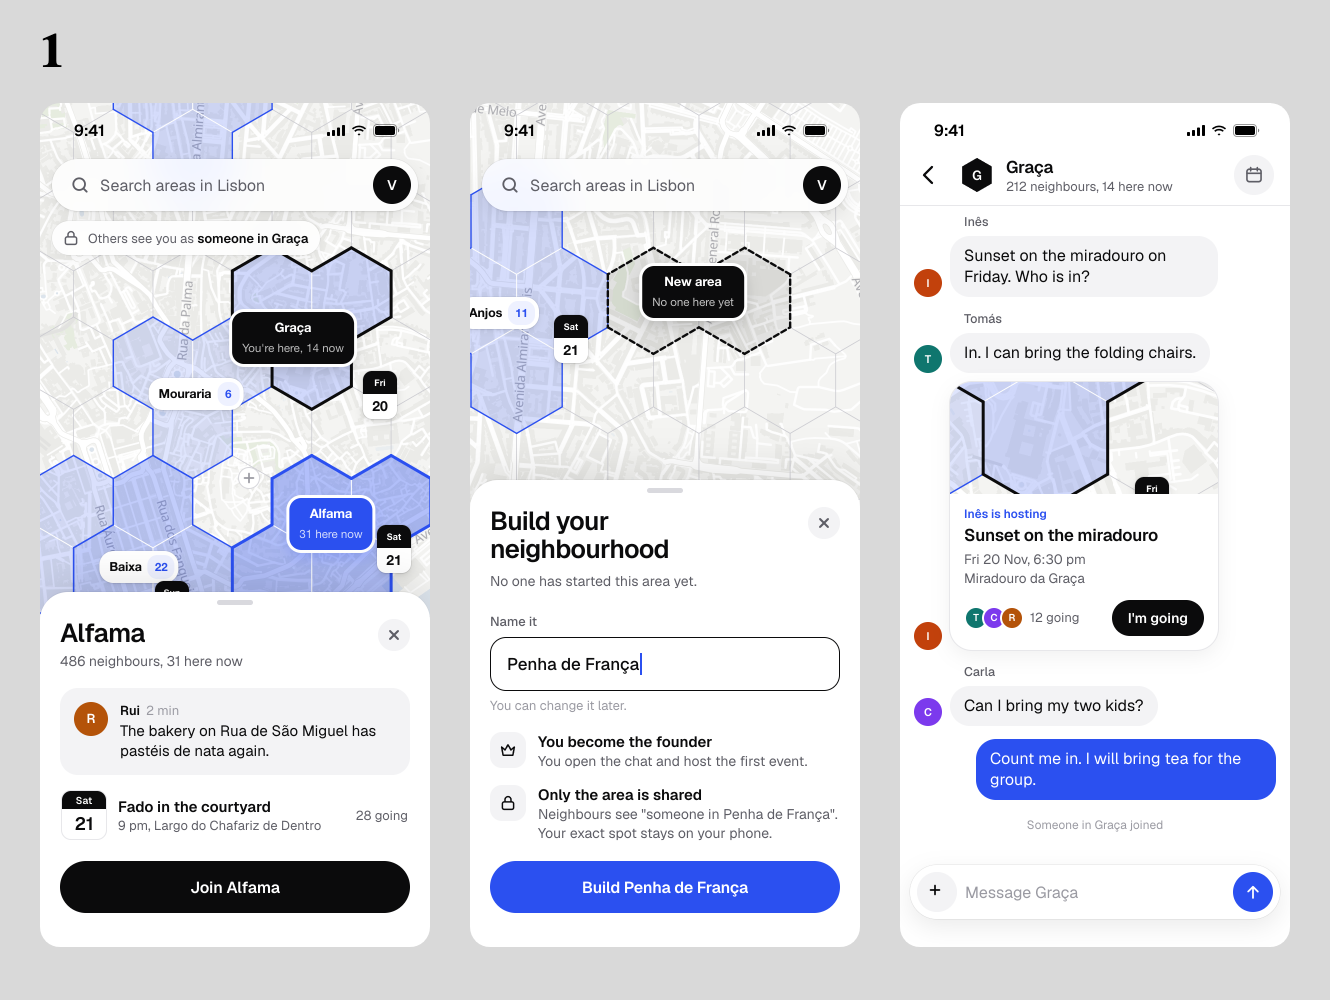 1
9:41
Rua Palma
Search areas in Lisbon
V
Others see you as someone in Graça
Graça
You're here, 14 now
Mouraria 6
Fri
20
Alfama
31 here now
Sat
21
Baixa 22
Alfama
486 neighbours, 31 here now
R
Rui 2 min
The bakery on Rua de São Miguel has
pastéis de nata again.
Sat
21
Fado in the courtyard
9 pm, Largo do Chafariz de Dentro
28 going
Join Alfama
de Melo
9:41
Search areas in Lisbon
V
New area
No one here yet
Anjos 11
Sat
21
Avenida
Build your
neighbourhood
No one has started this area yet.
Name it
Penha de França
You can change it later.
You become the founder
You open the chat and host the first event.
Only the area is shared
Neighbours see "someone in Penha de França".
Your exact spot stays on your phone.
Build Penha de França
9:41
G
Graça
212 neighbours, 14 here now
Inês
Sunset on the miradouro on
Friday. Who is in?
I
Tomás
In. I can bring the folding chairs.
T
Fri
Inês is hosting
Sunset on the miradouro
Fri 20 Nov, 6:30 pm
Miradouro da Graça
T C R 12 going
I'm going
I
Carla
Can I bring my two kids?
C
Count me in. I will bring tea for the
group.
Someone in Graça joined
Message Graça